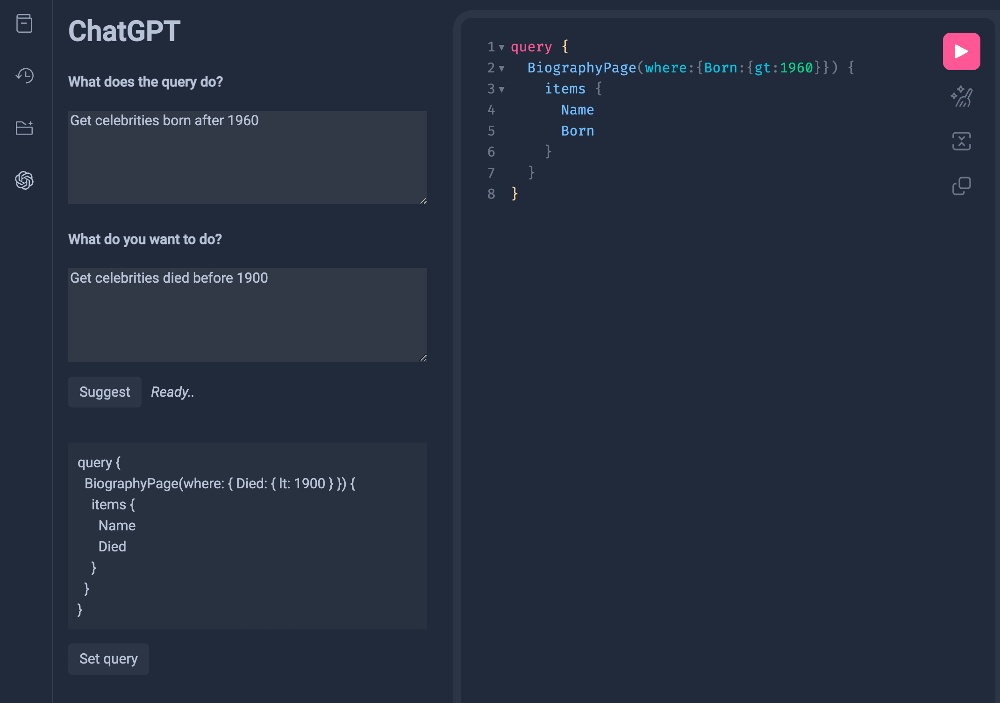 ChatGPT
What does the query do?
Get celebrities born after 1960
What do you want to do?
Get celebrities died before 1900
Suggest Ready..
query {
  BiographyPage(where: { Died: { lt: 1900 } }) {
    items {
      Name
      Died
    }
  }
}
Set query
1 query {
2   BiographyPage(where:{Born:{gt:1960}}) {
3     items {
4       Name
5       Born
6     }
7   }
8 }